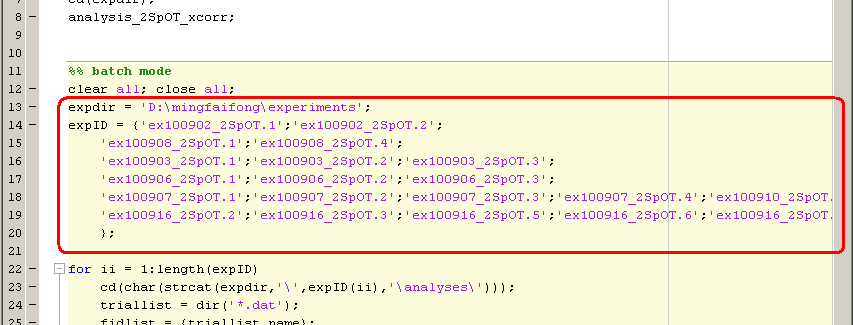 7 cd(expdir);
8 – analysis_2SpOT_xcorr;
9
10
11 %% batch mode
12 – clear all; close all;
13 – expdir = 'D:\mingfaifong\experiments';
14 – expID = {'ex100902_2SpOT.1';'ex100902_2SpOT.2';
15 'ex100908_2SpOT.1';'ex100908_2SpOT.4';
16 'ex100903_2SpOT.1';'ex100903_2SpOT.2';'ex100903_2SpOT.3';
17 'ex100906_2SpOT.1';'ex100906_2SpOT.2';'ex100906_2SpOT.3';
18 'ex100907_2SpOT.1';'ex100907_2SpOT.2';'ex100907_2SpOT.3';'ex100907_2SpOT.4';'ex100910_2SpOT.
19 'ex100916_2SpOT.2';'ex100916_2SpOT.3';'ex100916_2SpOT.5';'ex100916_2SpOT.6';'ex100916_2SpOT.
20 };
21
22 – for ii = 1:length(expID)
23 – cd(char(strcat(expdir,'\',expID(ii),'\analyses\')));
24 – triallist = dir('*.dat');
25 – fidlist = {triallist.name};